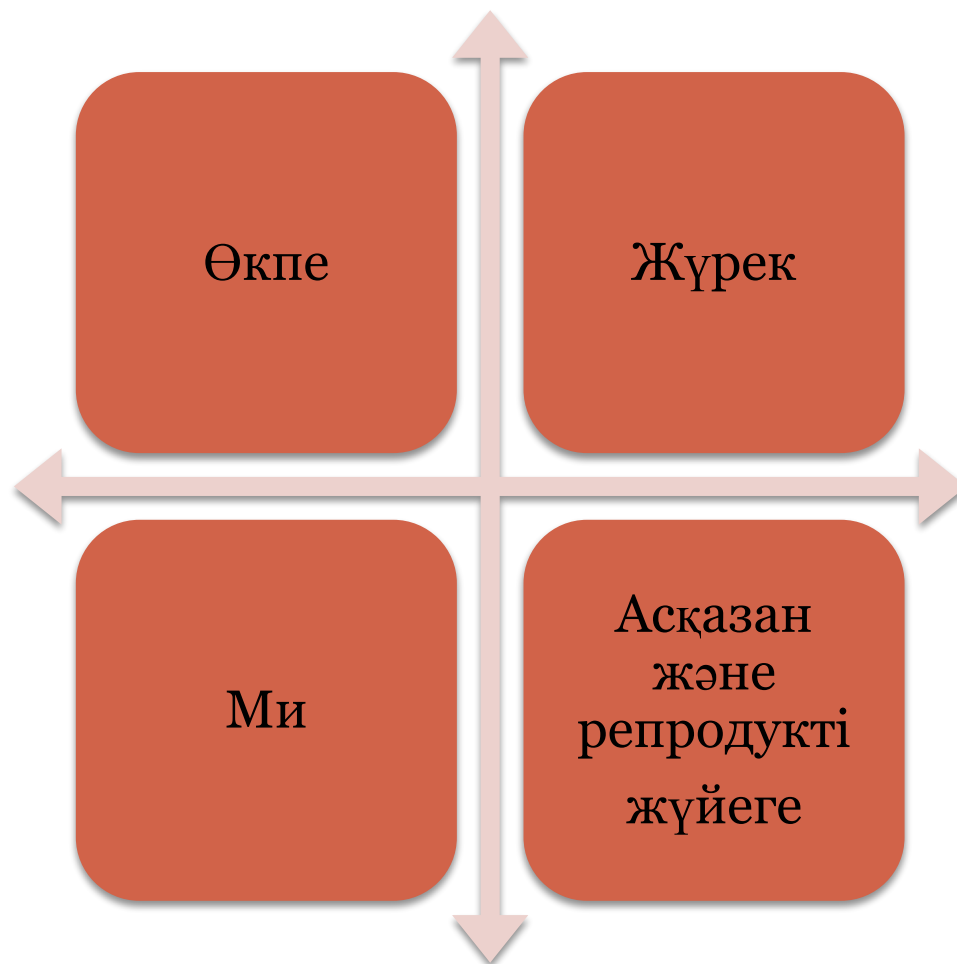 Өкпе
Жүрек
Ми
Асқазан
және
репродукті
жүйеге